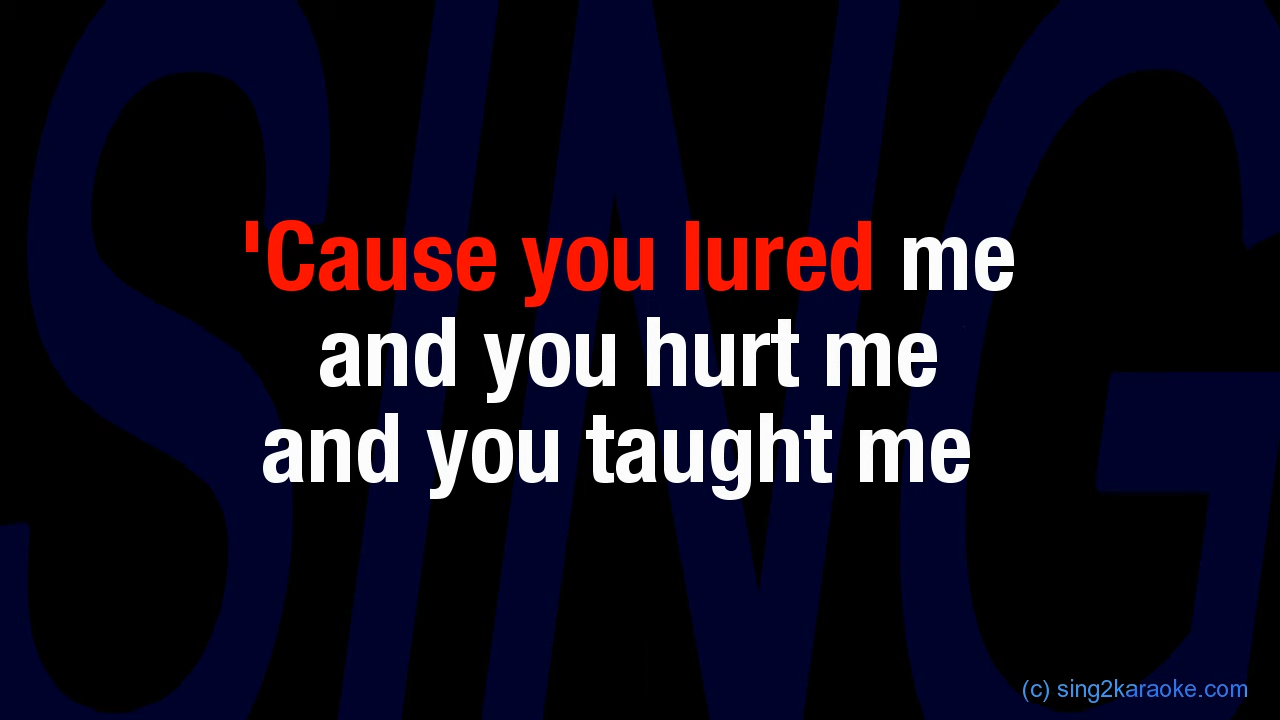 SING
'Cause you lured me
and you hurt me
and you taught me
(c) sing2karaoke.com